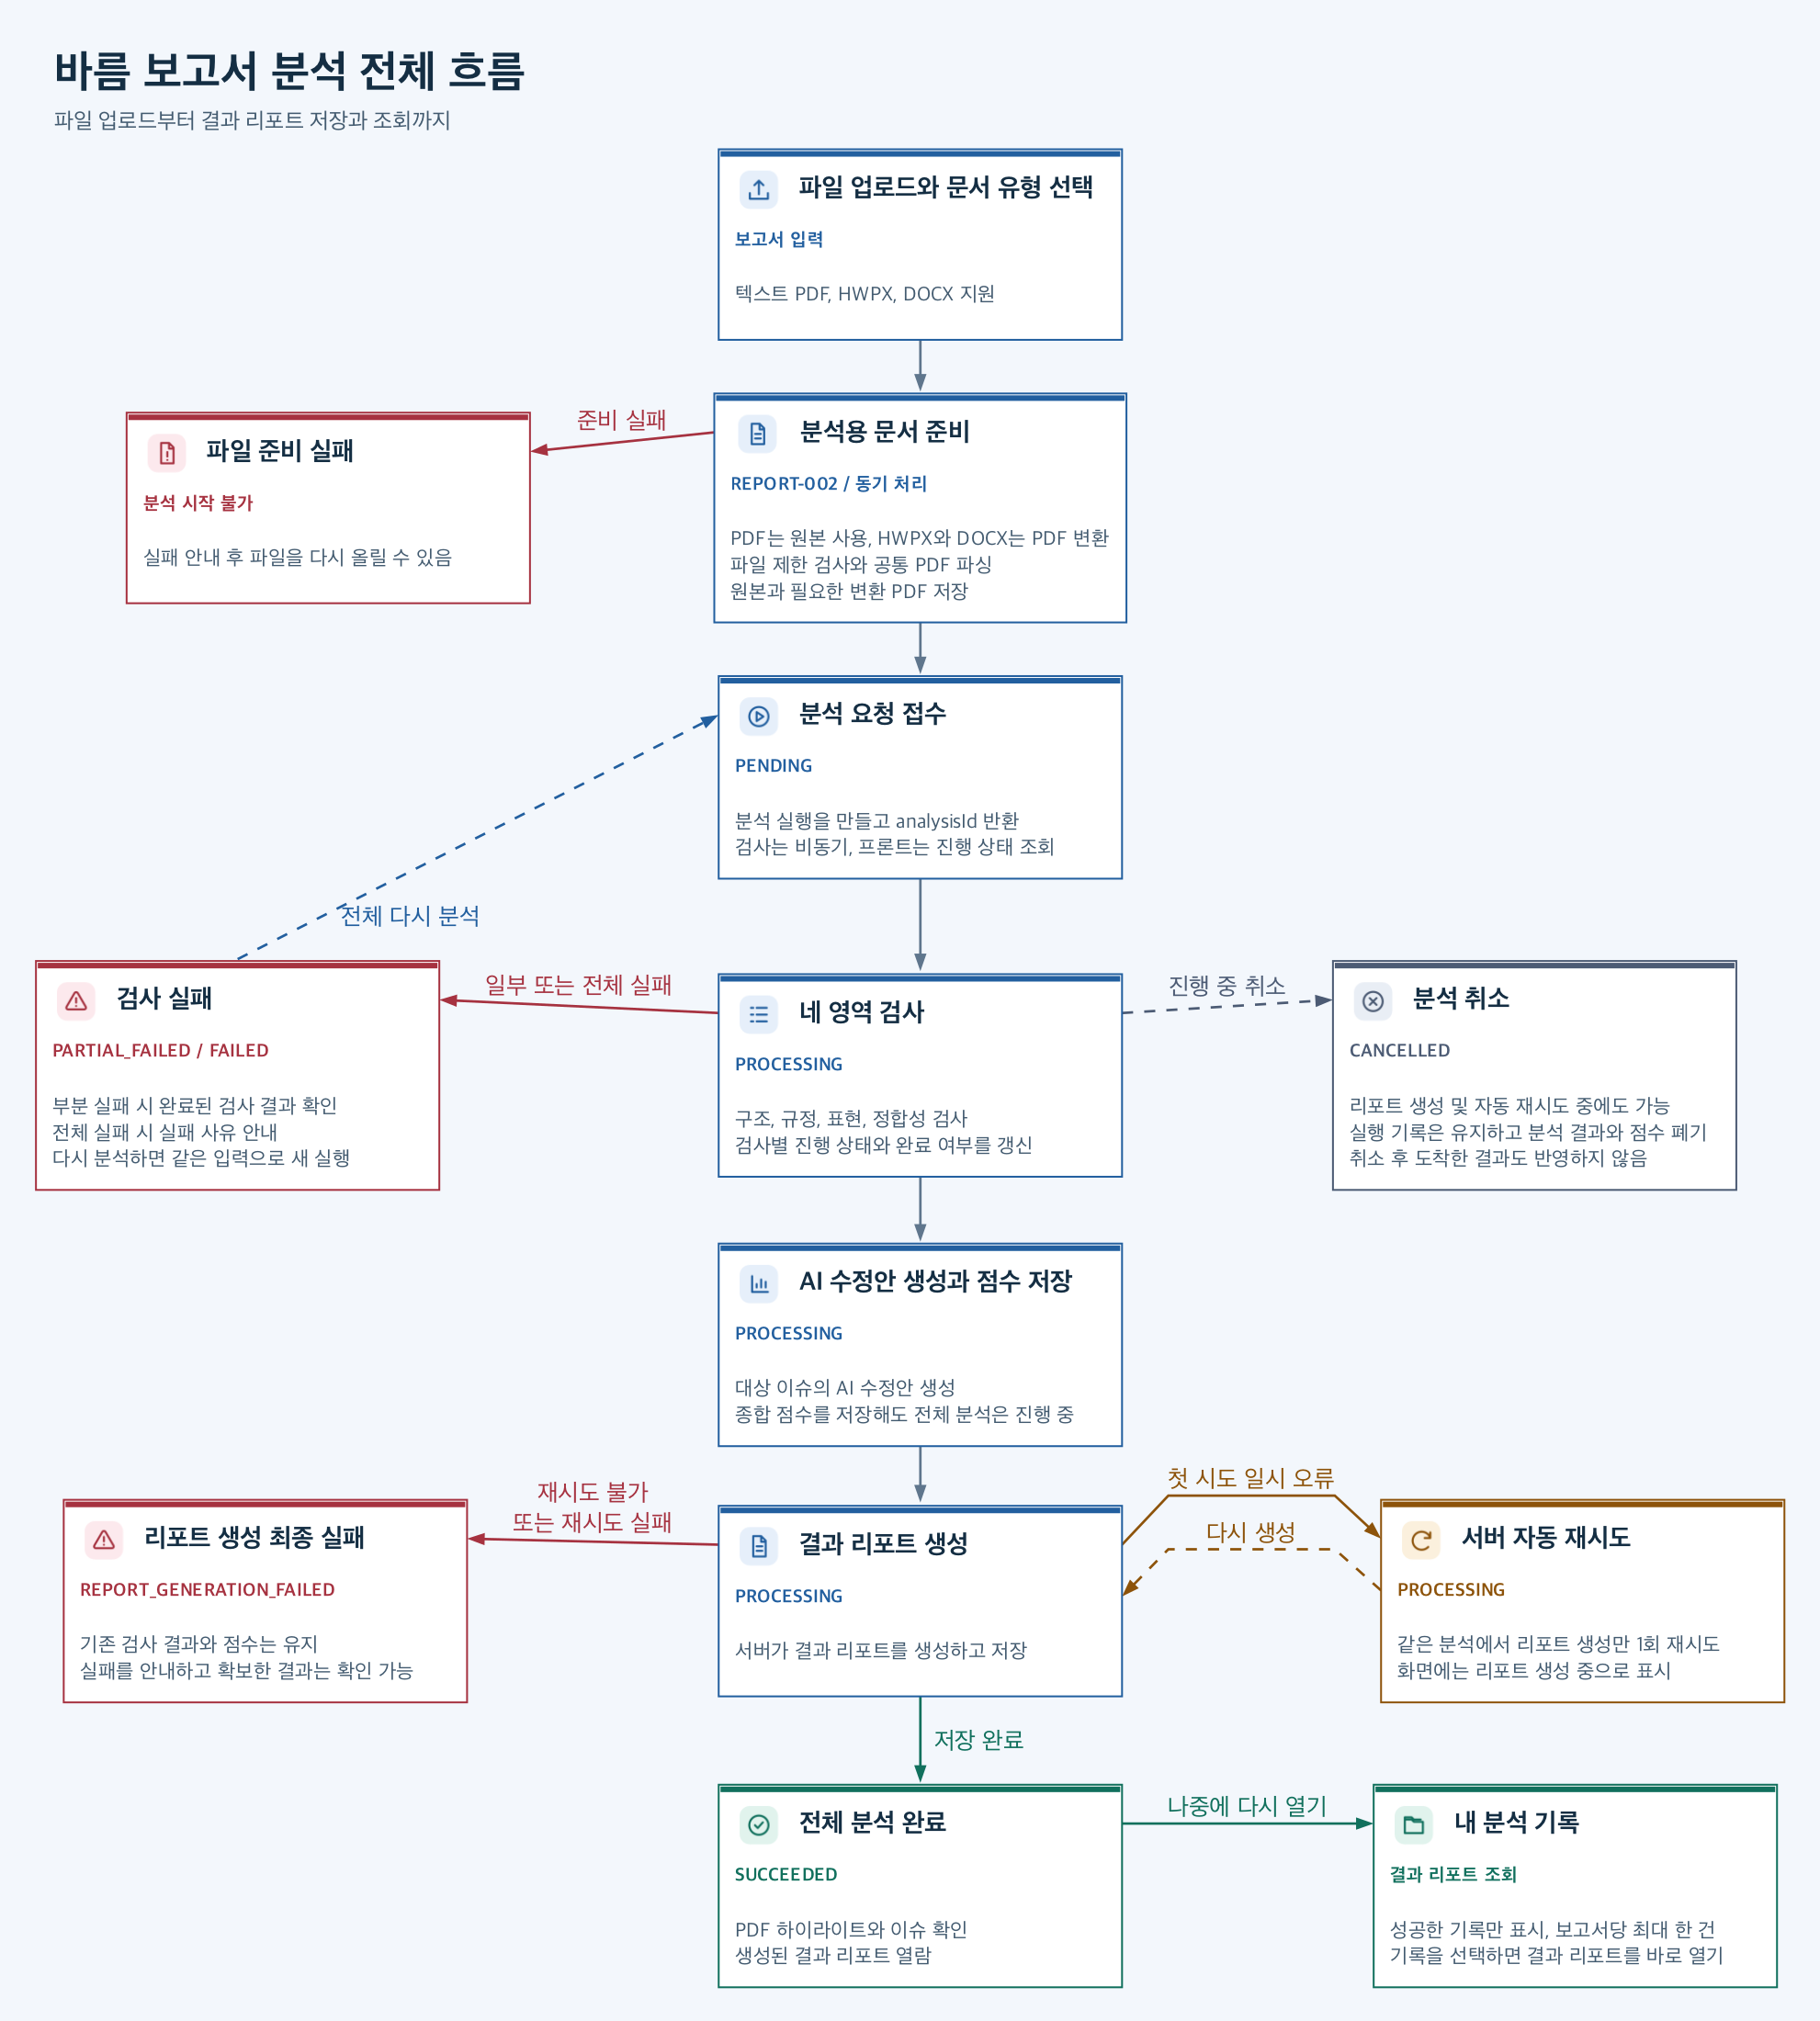 바름 보고서 분석 전체 흐름
파일 업로드부터 결과 리포트 저장과 조회까지
파일 업로드와 문서 유형 선택
보고서 입력
텍스트 PDF, HWPX, DOCX 지원
준비 실패
파일 준비 실패
분석 시작 불가
실패 안내 후 파일을 다시 올릴 수 있음
분석용 문서 준비
REPORT-002 / 동기 처리
PDF는 원본 사용, HWPX와 DOCX는 PDF 변환
파일 제한 검사와 공통 PDF 파싱
원본과 필요한 변환 PDF 저장
분석 요청 접수
PENDING
분석 실행을 만들고 analysisId 반환
검사는 비동기, 프론트는 진행 상태 조회
전체 다시 분석
일부 또는 전체 실패
진행 중 취소
검사 실패
PARTIAL_FAILED / FAILED
부분 실패 시 완료된 검사 결과 확인
전체 실패 시 실패 사유 안내
다시 분석하면 같은 입력으로 새 실행
네 영역 검사
PROCESSING
구조, 규정, 표현, 정합성 검사
검사별 진행 상태와 완료 여부를 갱신
분석 취소
CANCELLED
리포트 생성 및 자동 재시도 중에도 가능
실행 기록은 유지하고 분석 결과와 점수 폐기
취소 후 도착한 결과도 반영하지 않음
AI 수정안 생성과 점수 저장
PROCESSING
대상 이슈의 AI 수정안 생성
종합 점수를 저장해도 전체 분석은 진행 중
재시도 불가
또는 재시도 실패
첫 시도 일시 오류
다시 생성
리포트 생성 최종 실패
REPORT_GENERATION_FAILED
기존 검사 결과와 점수는 유지
실패를 안내하고 확보한 결과는 확인 가능
결과 리포트 생성
PROCESSING
서버가 결과 리포트를 생성하고 저장
서버 자동 재시도
PROCESSING
같은 분석에서 리포트 생성만 1회 재시도
화면에는 리포트 생성 중으로 표시
저장 완료
전체 분석 완료
SUCCEEDED
PDF 하이라이트와 이슈 확인
생성된 결과 리포트 열람
나중에 다시 열기
내 분석 기록
결과 리포트 조회
성공한 기록만 표시, 보고서당 최대 한 건
기록을 선택하면 결과 리포트를 바로 열기